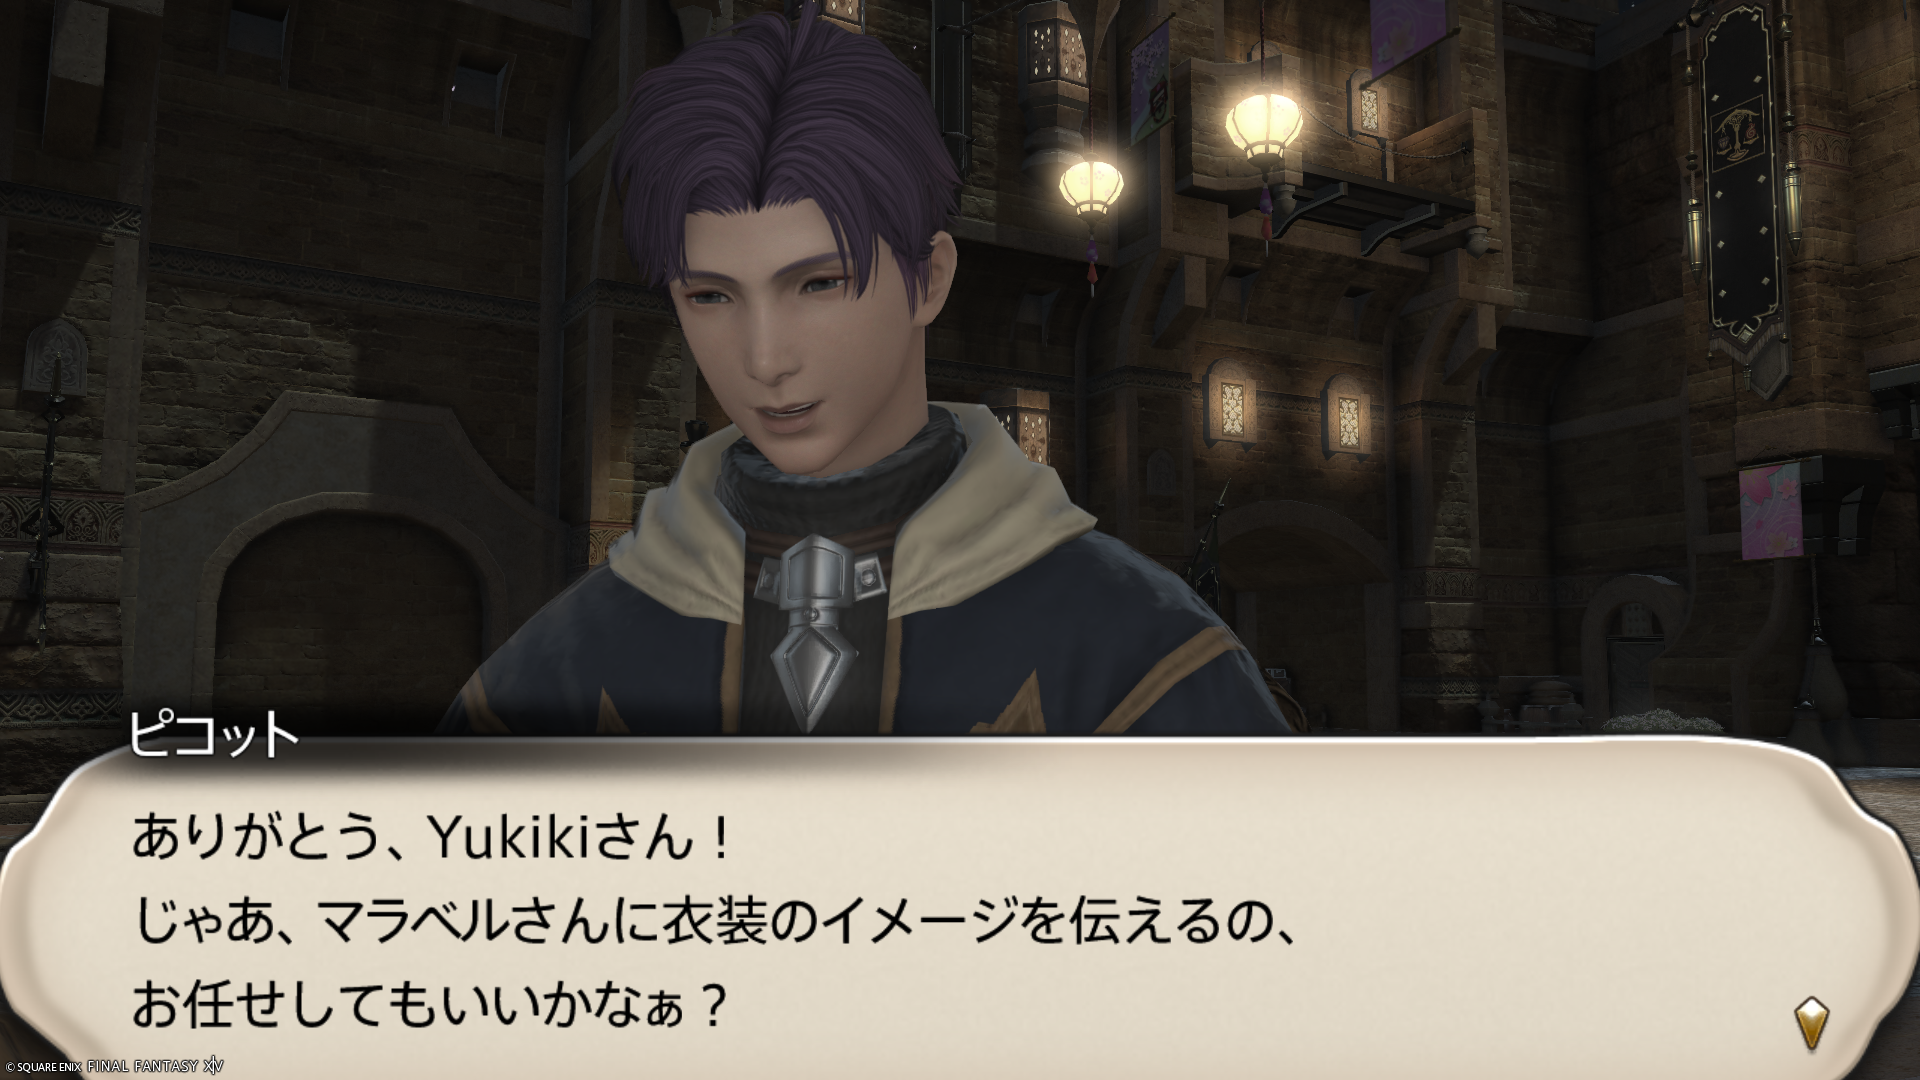 ピコット
ありがとう、Yukikiさん！
じゃあ、マラベルさんに衣装のイメージを伝えるの、
お任せしてもいいかなぁ？
© SQUARE ENIX FINAL FANTASY XIV